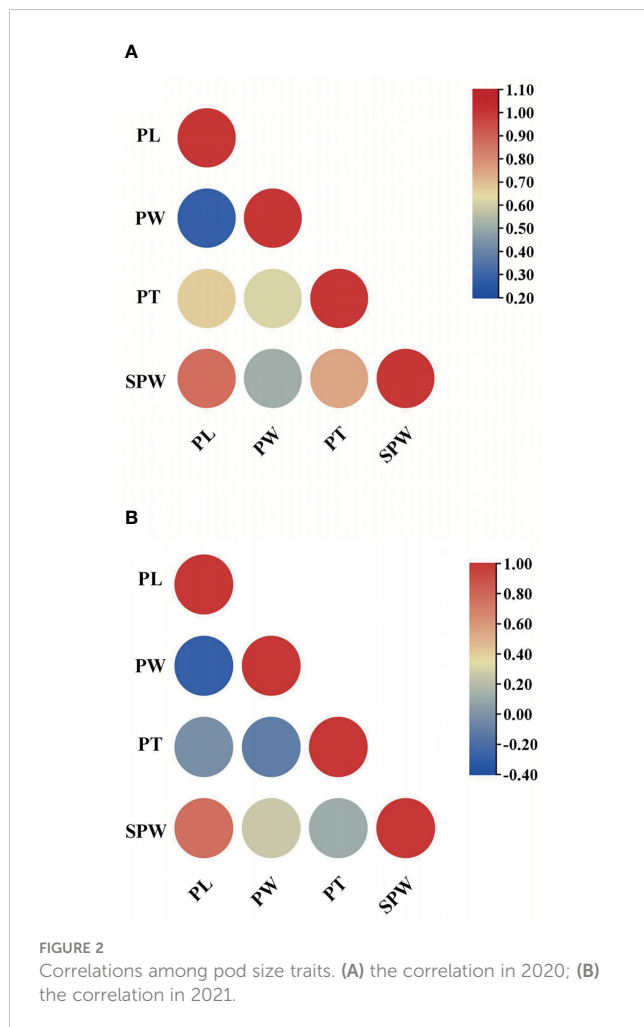 A
1.10
1.00
0.90
0.80
0.70
0.60
0.50
0.40
0.30
0.20
PL
PW
PT
SPW
PL PW PT SPW
B
1.00
0.80
0.60
0.40
0.20
0.00
-0.20
-0.40
PL
PW
PT
SPW
PL PW PT SPW
FIGURE 2
Correlations among pod size traits. (A) the correlation in 2020; (B)
the correlation in 2021.